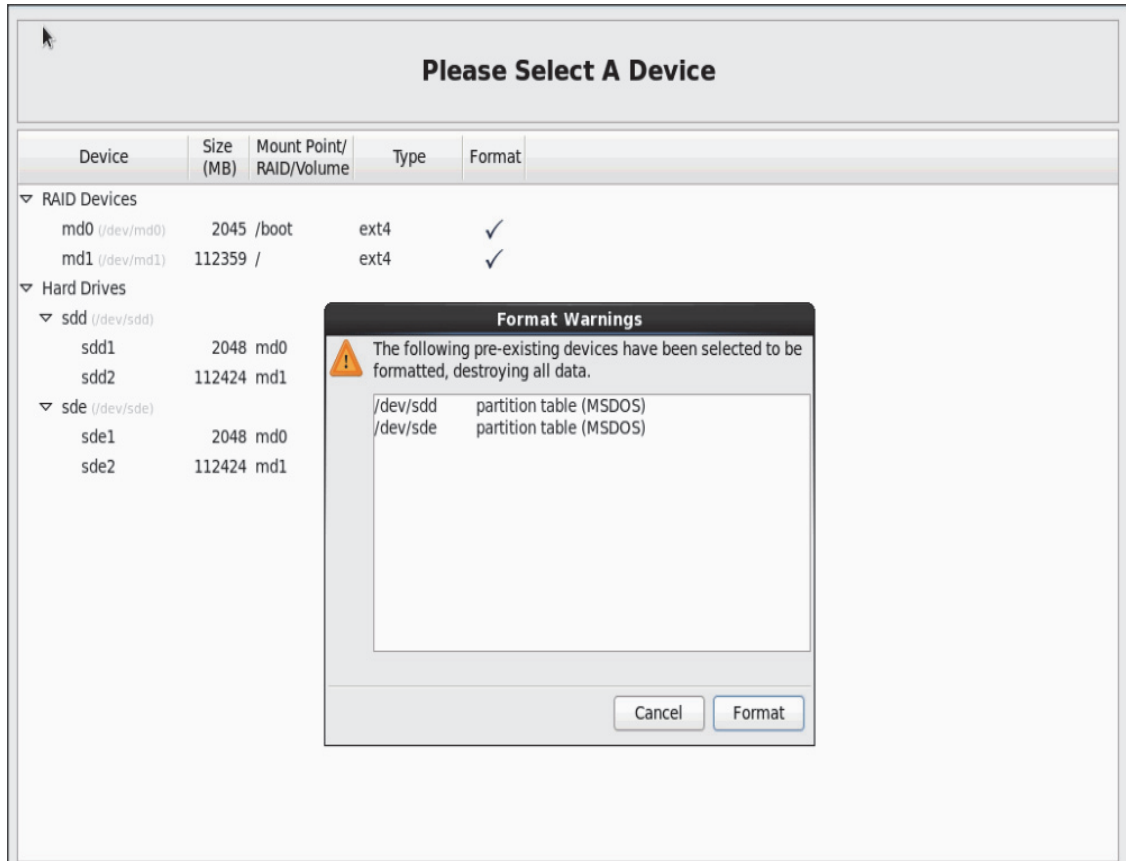 Please Select A Device
Device Size (MB) Mount Point/ RAID/Volume Type Format
RAID Devices
md0 (/dev/md0) 2045 /boot ext4 ✓
md1 (/dev/md1) 112359 / ext4 ✓
Hard Drives
sdd (/dev/sdd)
sdd1 2048 md0
sdd2 112424 md1
sde (/dev/sde)
sde1 2048 md0
sde2 112424 md1
Format Warnings
The following pre-existing devices have been selected to be
formatted, destroying all data.
/dev/sdd partition table (MSDOS)
/dev/sde partition table (MSDOS)
Cancel Format